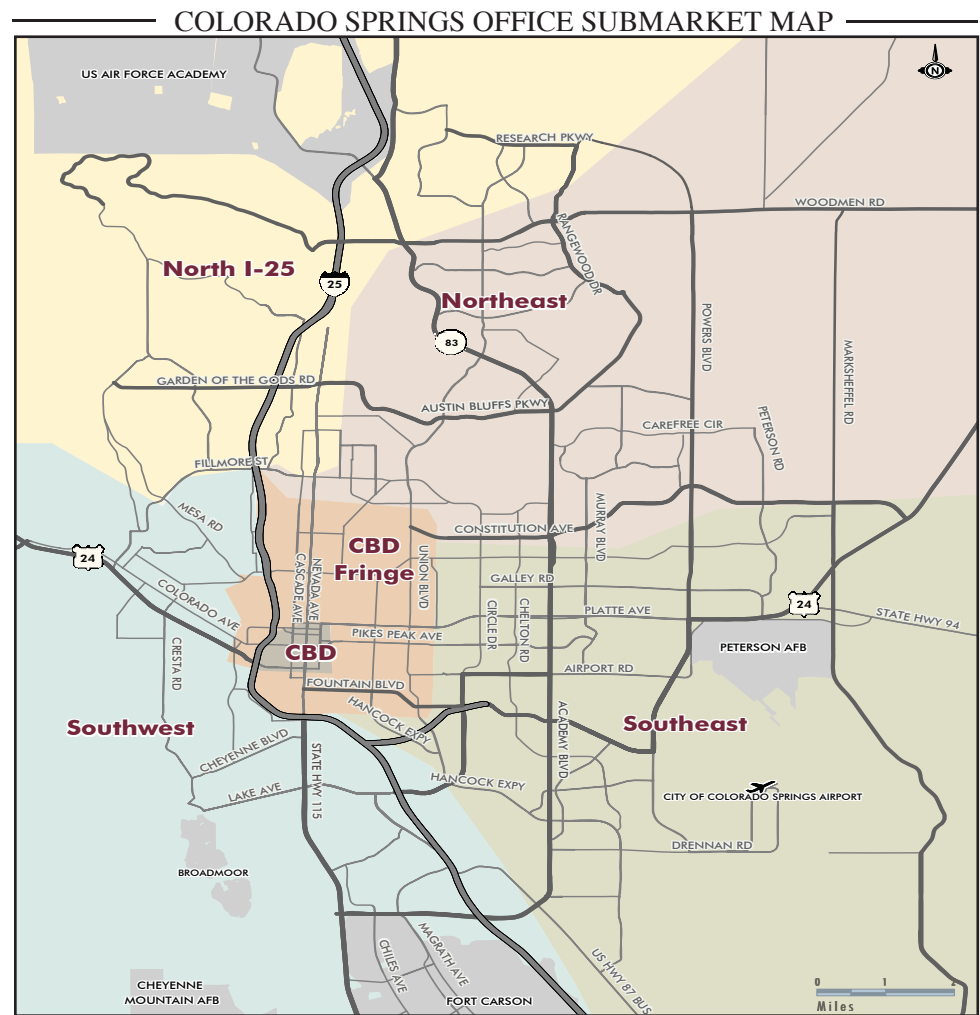 COLORADO SPRINGS OFFICE SUBMARKET MAP
US AIR FORCE ACADEMY
N
RESEARCH PKWY
WOODMEN RD
RANGEWOOD DR
North I-25
25
Northeast
83
POWERS BLVD
MARKSHEFFEL RD
GARDEN OF THE GODS RD
AUSTIN BLUFFS PKWY
CAREFREE CIR
PETERSON RD
FILLMORE ST
MESA RD
CONSTITUTION AVE
MURRAY BLVD
24
CBD
Fringe
UNION BLVD
NEVADA AVE
CASCADE AVE
GALLEY RD
COLORADO AVE
CIRCLE DR
CHELTON RD
PLATTE AVE
24
STATE HWY 94
PIKES PEAK AVE
CBD
CRESTA RD
AIRPORT RD
PETERSON AFB
FOUNTAIN BLVD
HANCOCK EXPY
Southwest
Southeast
ACADEMY BLVD
CHEYENNE BLVD
STATE HWY 115
LAKE AVE
HANCOCK EXPY
CITY OF COLORADO SPRINGS AIRPORT
DRENNAN RD
BROADMOOR
MAGRATH AVE
CHILES AVE
US HWY 87 BUS
CHEYENNE
MOUNTAIN AFB
FORT CARSON
0 1 2
Miles